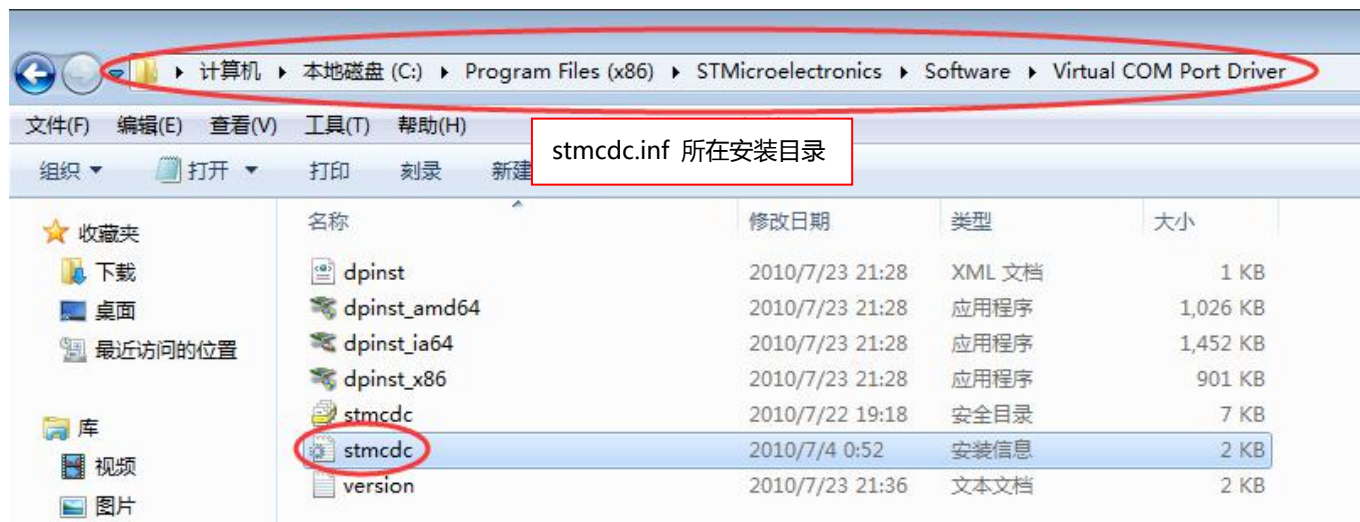 计算机 本地磁盘 (C:) Program Files (x86) STMicroelectronics Software Virtual COM Port Driver
文件(F) 编辑(E) 查看(V) 工具(T) 帮助(H)
stmcdc.inf 所在安装目录
组织 打开 打印 刻录 新建
名称 修改日期 类型 大小
收藏夹
下载
桌面
最近访问的位置
库
视频
图片
dpinst 2010/7/23 21:28 XML 文档 1 KB
dpinst_amd64 2010/7/23 21:28 应用程序 1,026 KB
dpinst_ia64 2010/7/23 21:28 应用程序 1,452 KB
dpinst_x86 2010/7/23 21:28 应用程序 901 KB
stmcdc 2010/7/22 19:18 安全目录 7 KB
stmcdc 2010/7/4 0:52 安装信息 2 KB
version 2010/7/23 21:36 文本文档 2 KB